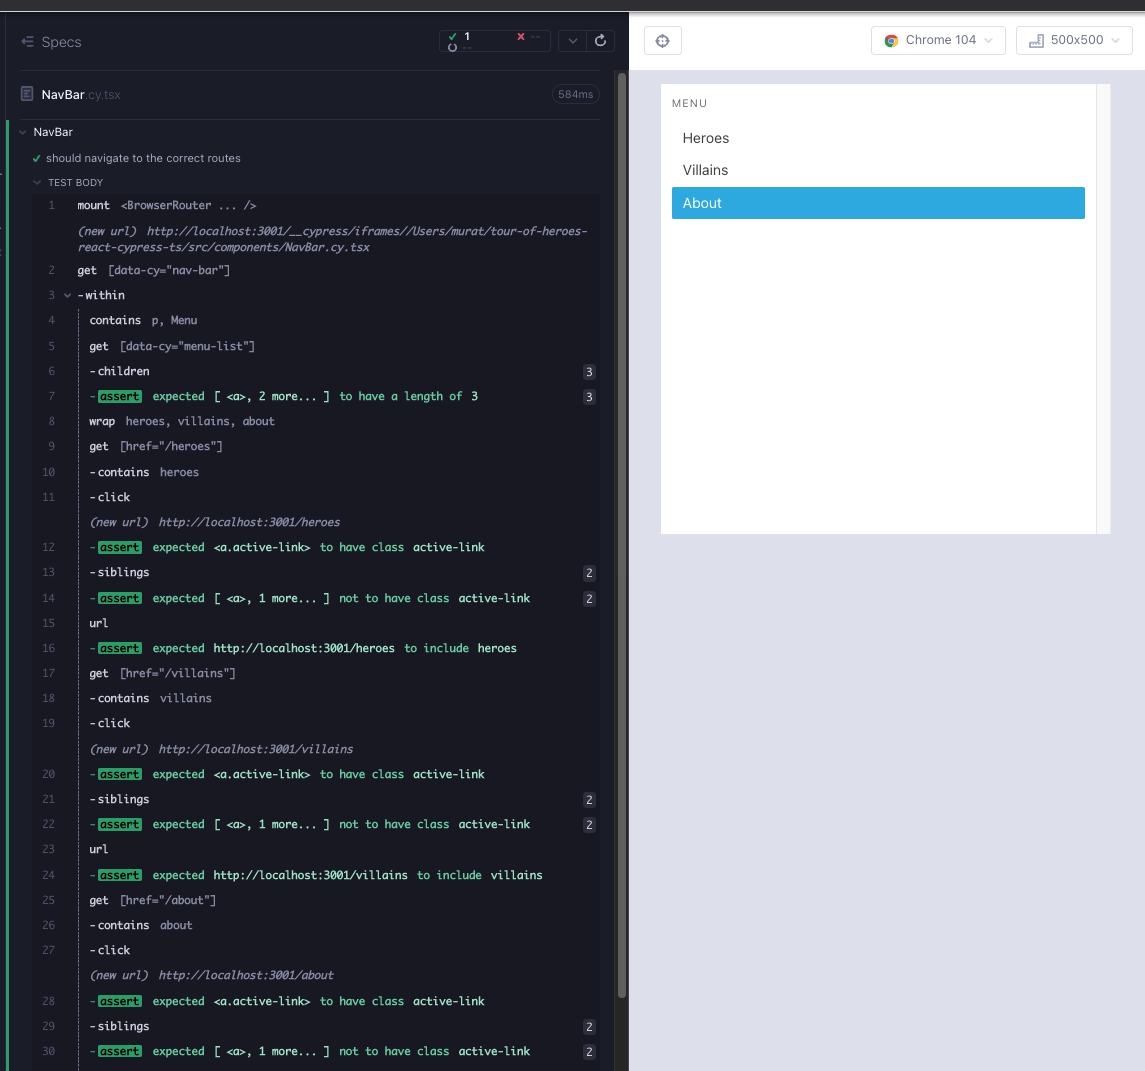 Specs
1
--
--
NavBar.cy.tsx
584ms
NavBar
should navigate to the correct routes
TEST BODY
1 mount <BrowserRouter ... />
(new url) http://localhost:3001/__cypress/iframes//Users/murat/tour-of-heroes-
react-cypress-ts/src/components/NavBar.cy.tsx
2 get [data-cy="nav-bar"]
3 -within
4 contains p, Menu
5 get [data-cy="menu-list"]
6 -children 3
7 -assert expected [ <a>, 2 more... ] to have a length of 3 3
8 wrap heroes, villains, about
9 get [href="/heroes"]
10 -contains heroes
11 -click
(new url) http://localhost:3001/heroes
12 -assert expected <a.active-link> to have class active-link
13 -siblings 2
14 -assert expected [ <a>, 1 more... ] not to have class active-link 2
15 url
16 -assert expected http://localhost:3001/heroes to include heroes
17 get [href="/villains"]
18 -contains villains
19 -click
(new url) http://localhost:3001/villains
20 -assert expected <a.active-link> to have class active-link
21 -siblings 2
22 -assert expected [ <a>, 1 more... ] not to have class active-link 2
23 url
24 -assert expected http://localhost:3001/villains to include villains
25 get [href="/about"]
26 -contains about
27 -click
(new url) http://localhost:3001/about
28 -assert expected <a.active-link> to have class active-link
29 -siblings 2
30 -assert expected [ <a>, 1 more... ] not to have class active-link 2
Chrome 104
500x500
MENU
Heroes
Villains
About